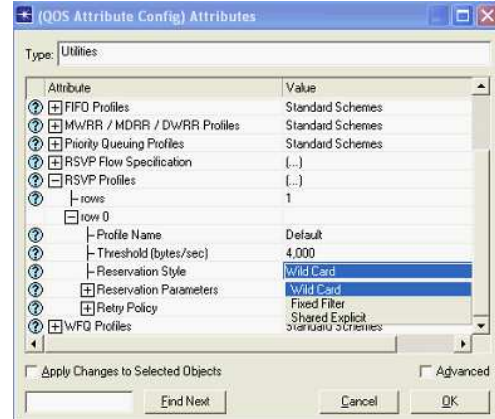 (QOS Attribute Config) Attributes
Type: Utilities
Attribute Value
FIFO Profiles Standard Schemes
MWRR / MDRR / DWRR Profiles Standard Schemes
Priority Queuing Profiles Standard Schemes
RSVP Flow Specification (...)
RSVP Profiles (...)
rows 1
row 0
Profile Name Default
Threshold (bytes/sec) 4,000
Reservation Style Wild Card
Reservation Parameters Wild Card
Fixed Filter
Retry Policy Shared Explicit
WFQ Profiles Standard Schemes
Apply Changes to Selected Objects Advanced
Find Next Cancel OK